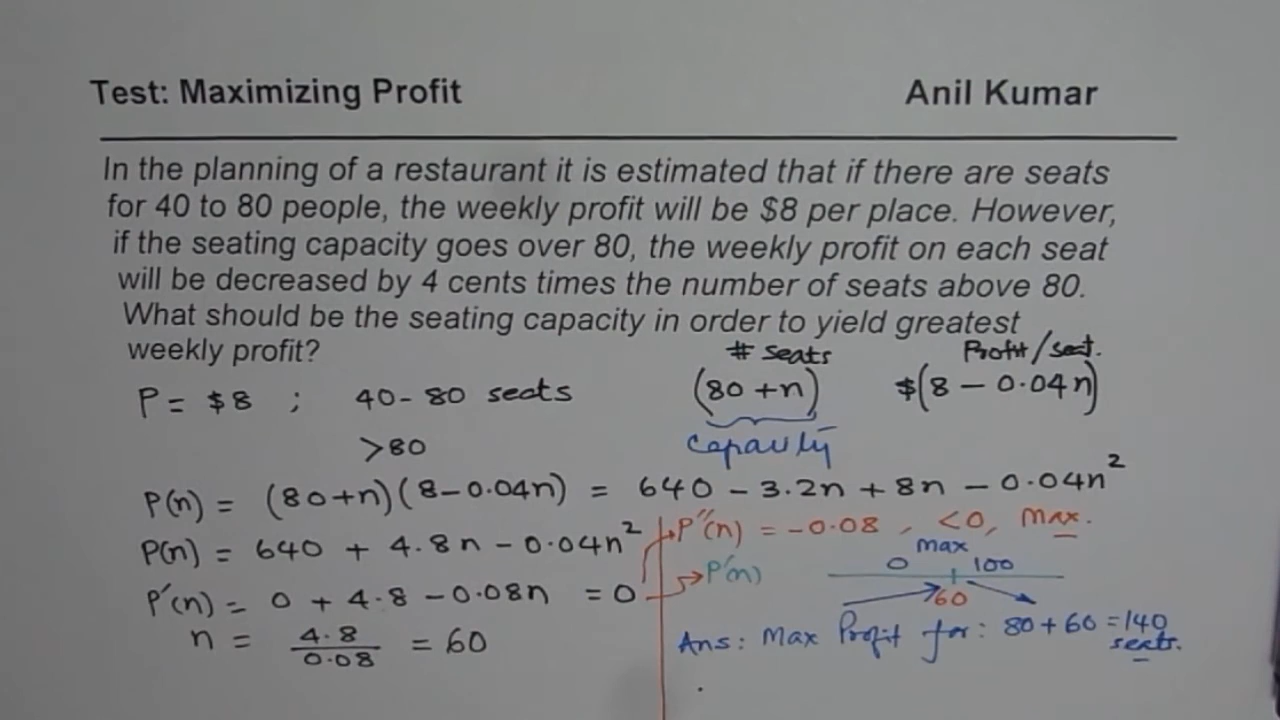 Test: Maximizing Profit
Anil Kumar
In the planning of a restaurant it is estimated that if there are seats
for 40 to 80 people, the weekly profit will be $8 per place. However,
if the seating capacity goes over 80, the weekly profit on each seat
will be decreased by 4 cents times the number of seats above 80.
What should be the seating capacity in order to yield greatest
weekly profit?
# seats
Profit/seat.
P = $8 ; 40-80 seats
(80+n)
$(8 - 0.04n)
>80
Capacity
P(n) = (80+n)(8-0.04n) = 640 - 3.2n + 8n - 0.04n²
P(n) = 640 + 4.8n - 0.04n²
P''(n) = -0.08, <0, Max.
max
0 100
P'(n) = 0 + 4.8 - 0.08n = 0
P'(n)
60
n = 4.8/0.08 = 60
Ans: Max Profit for: 80+60=140
seats.